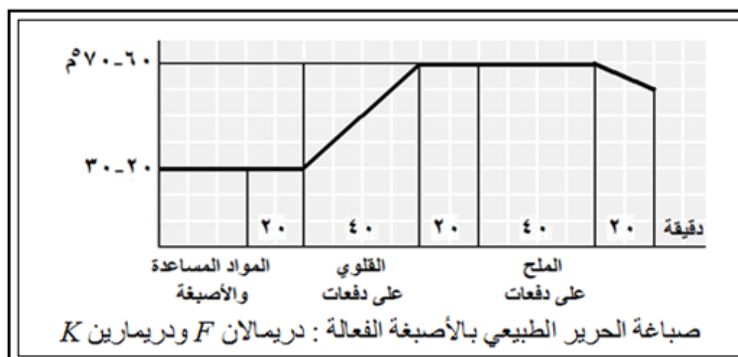 ٦٠-٧٠°م
٢٠-٣٠
٢٠ ٤٠ ٢٠ ٤٠ ٢٠ دقيقة
المواد المساعدة القلوي الملح
والأصبغة على دفعات على دفعات
صباغة الحرير الطبيعي بالأصبغة الفعالة : دريمالان F ودريمارين K